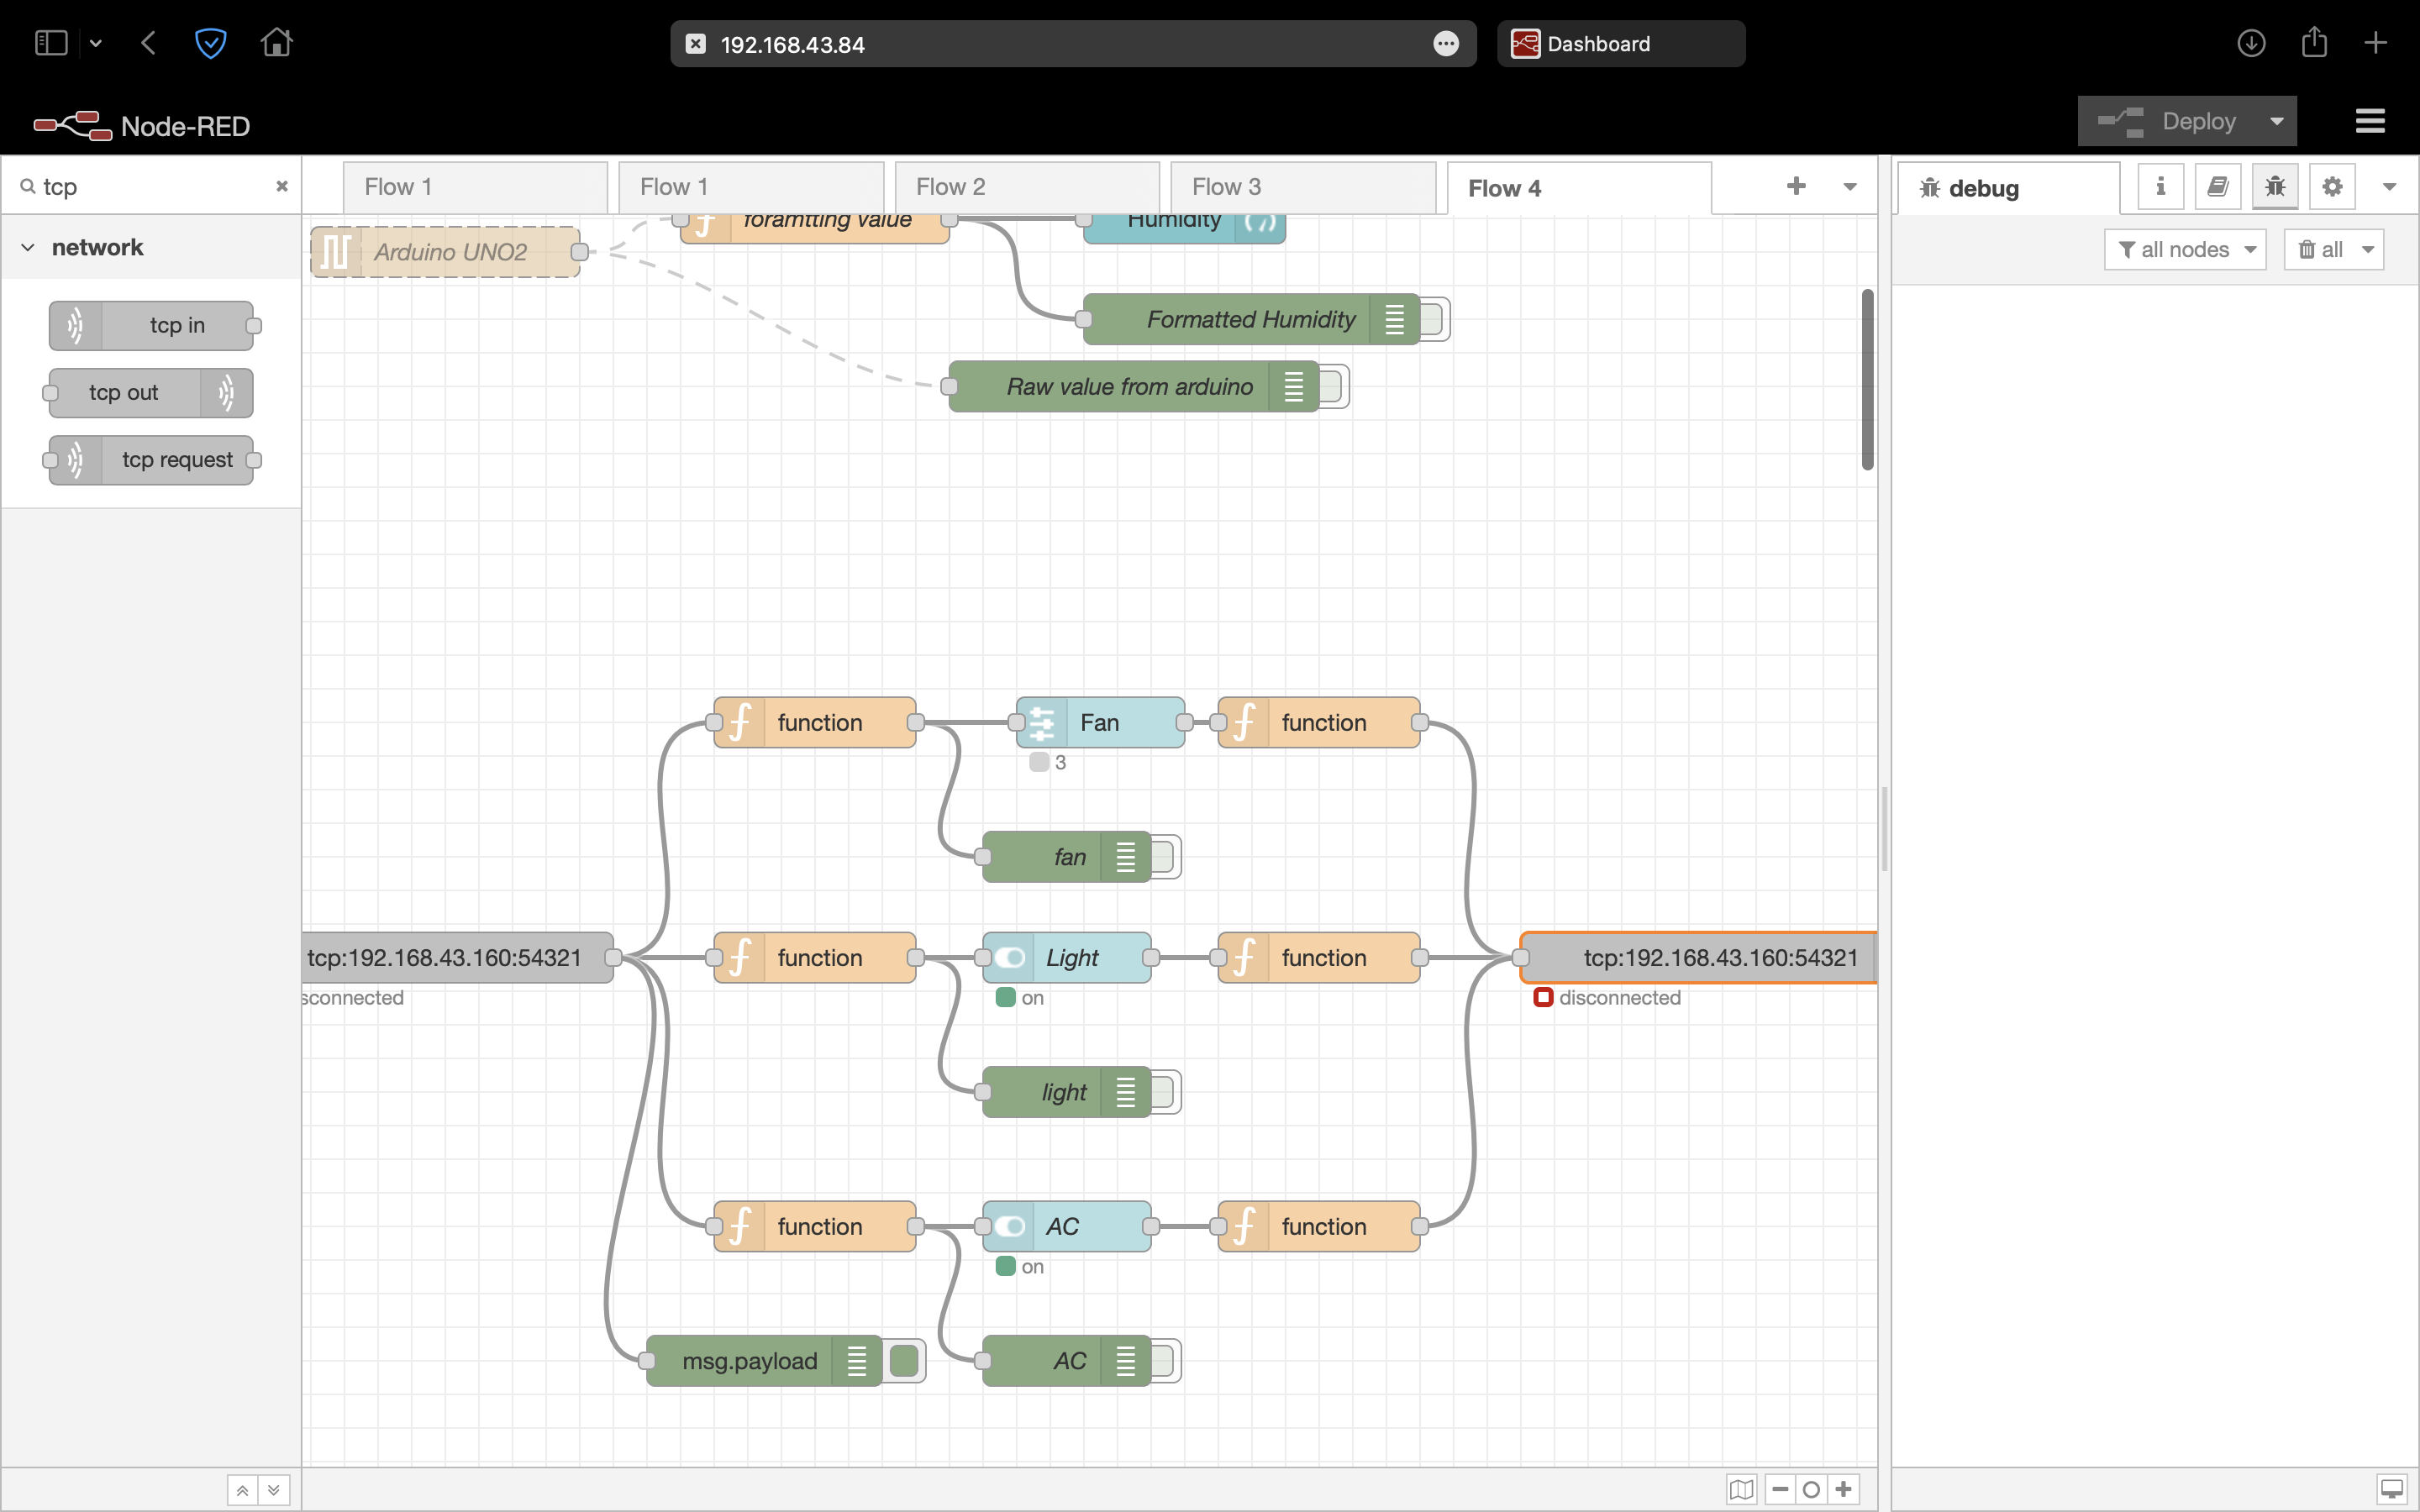 192.168.43.84
Dashboard
Node-RED
Deploy
tcp
Flow 1
Flow 1
Flow 2
Flow 3
Flow 4
debug
network
all nodes
all
tcp in
tcp out
tcp request
Arduino UNO2
foramtting value
Humidity
Formatted Humidity
Raw value from arduino
function
Fan
function
3
fan
tcp:192.168.43.160:54321
function
Light
function
tcp:192.168.43.160:54321
sconnected
on
disconnected
light
function
AC
function
on
msg.payload
AC